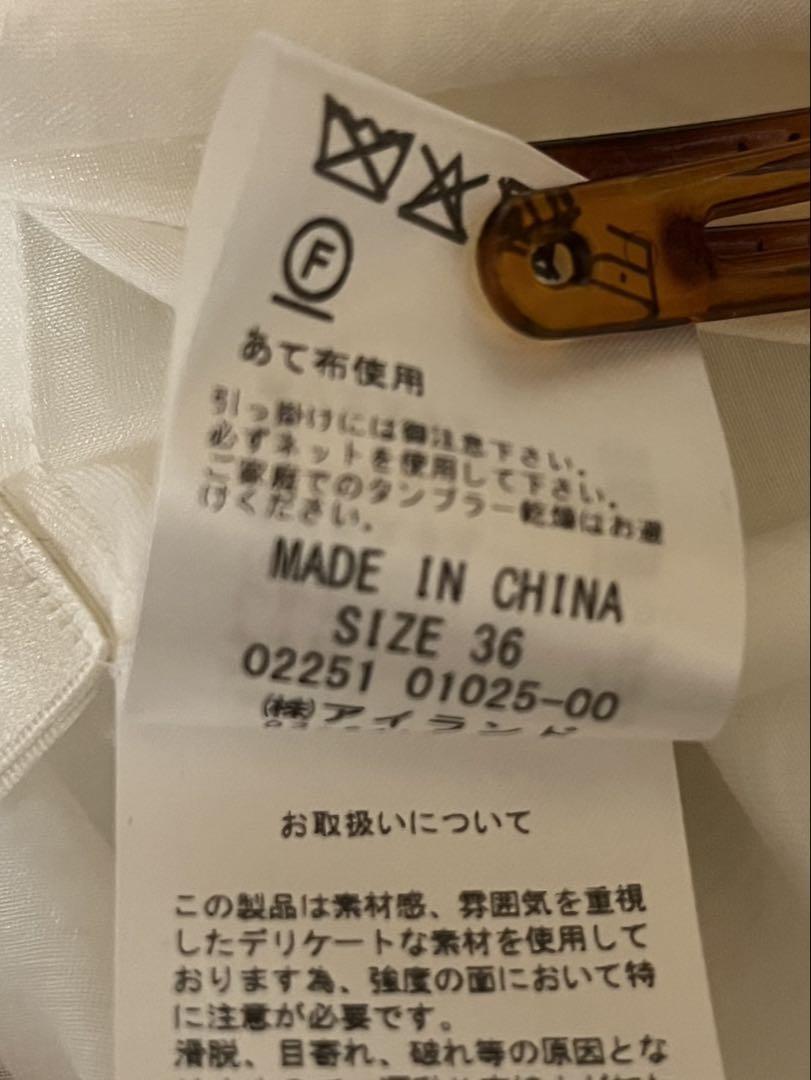 F
あて布使用
引っ掛けには御注意下さい。
必ずネットを使用して下さい。
ご家庭でのタンブラー乾燥はお避
けください。
MADE IN CHINA
SIZE 36
02251 01025-00
㈱アイランド
お取扱いについて
この製品は素材感、雰囲気を重視
したデリケートな素材を使用して
おります為、強度の面において特
に注意が必要です。
滑脱、目寄れ、破れ等の原因とな